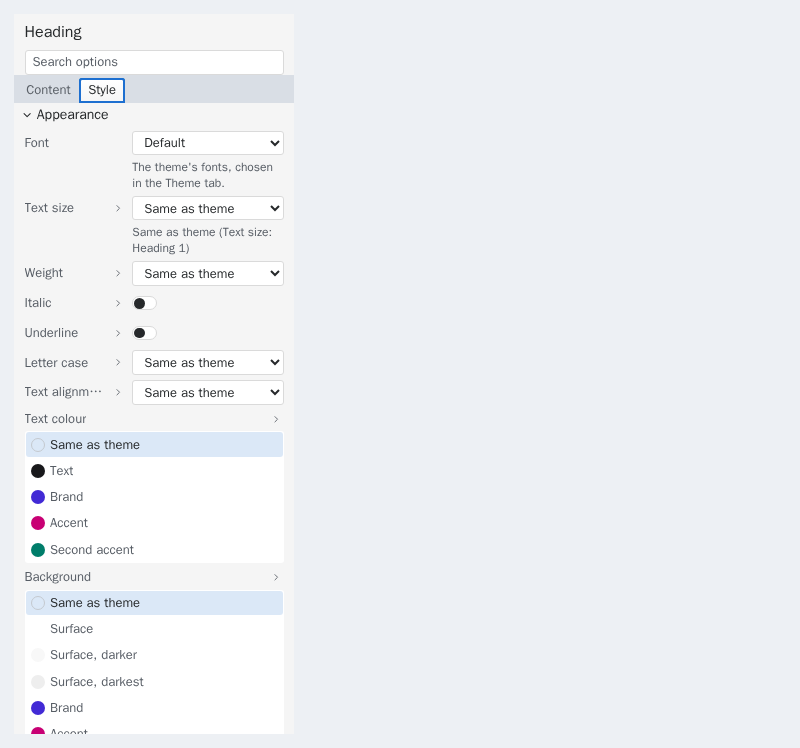 Heading
Search options
Content Style
Appearance
Font Default
The theme's fonts, chosen
in the Theme tab.
Text size Same as theme
Same as theme (Text size:
Heading 1)
Weight Same as theme
Italic
Underline
Letter case Same as theme
Text alignm··· Same as theme
Text colour
Same as theme
Text
Brand
Accent
Second accent
Background
Same as theme
Surface
Surface, darker
Surface, darkest
Brand
Accent